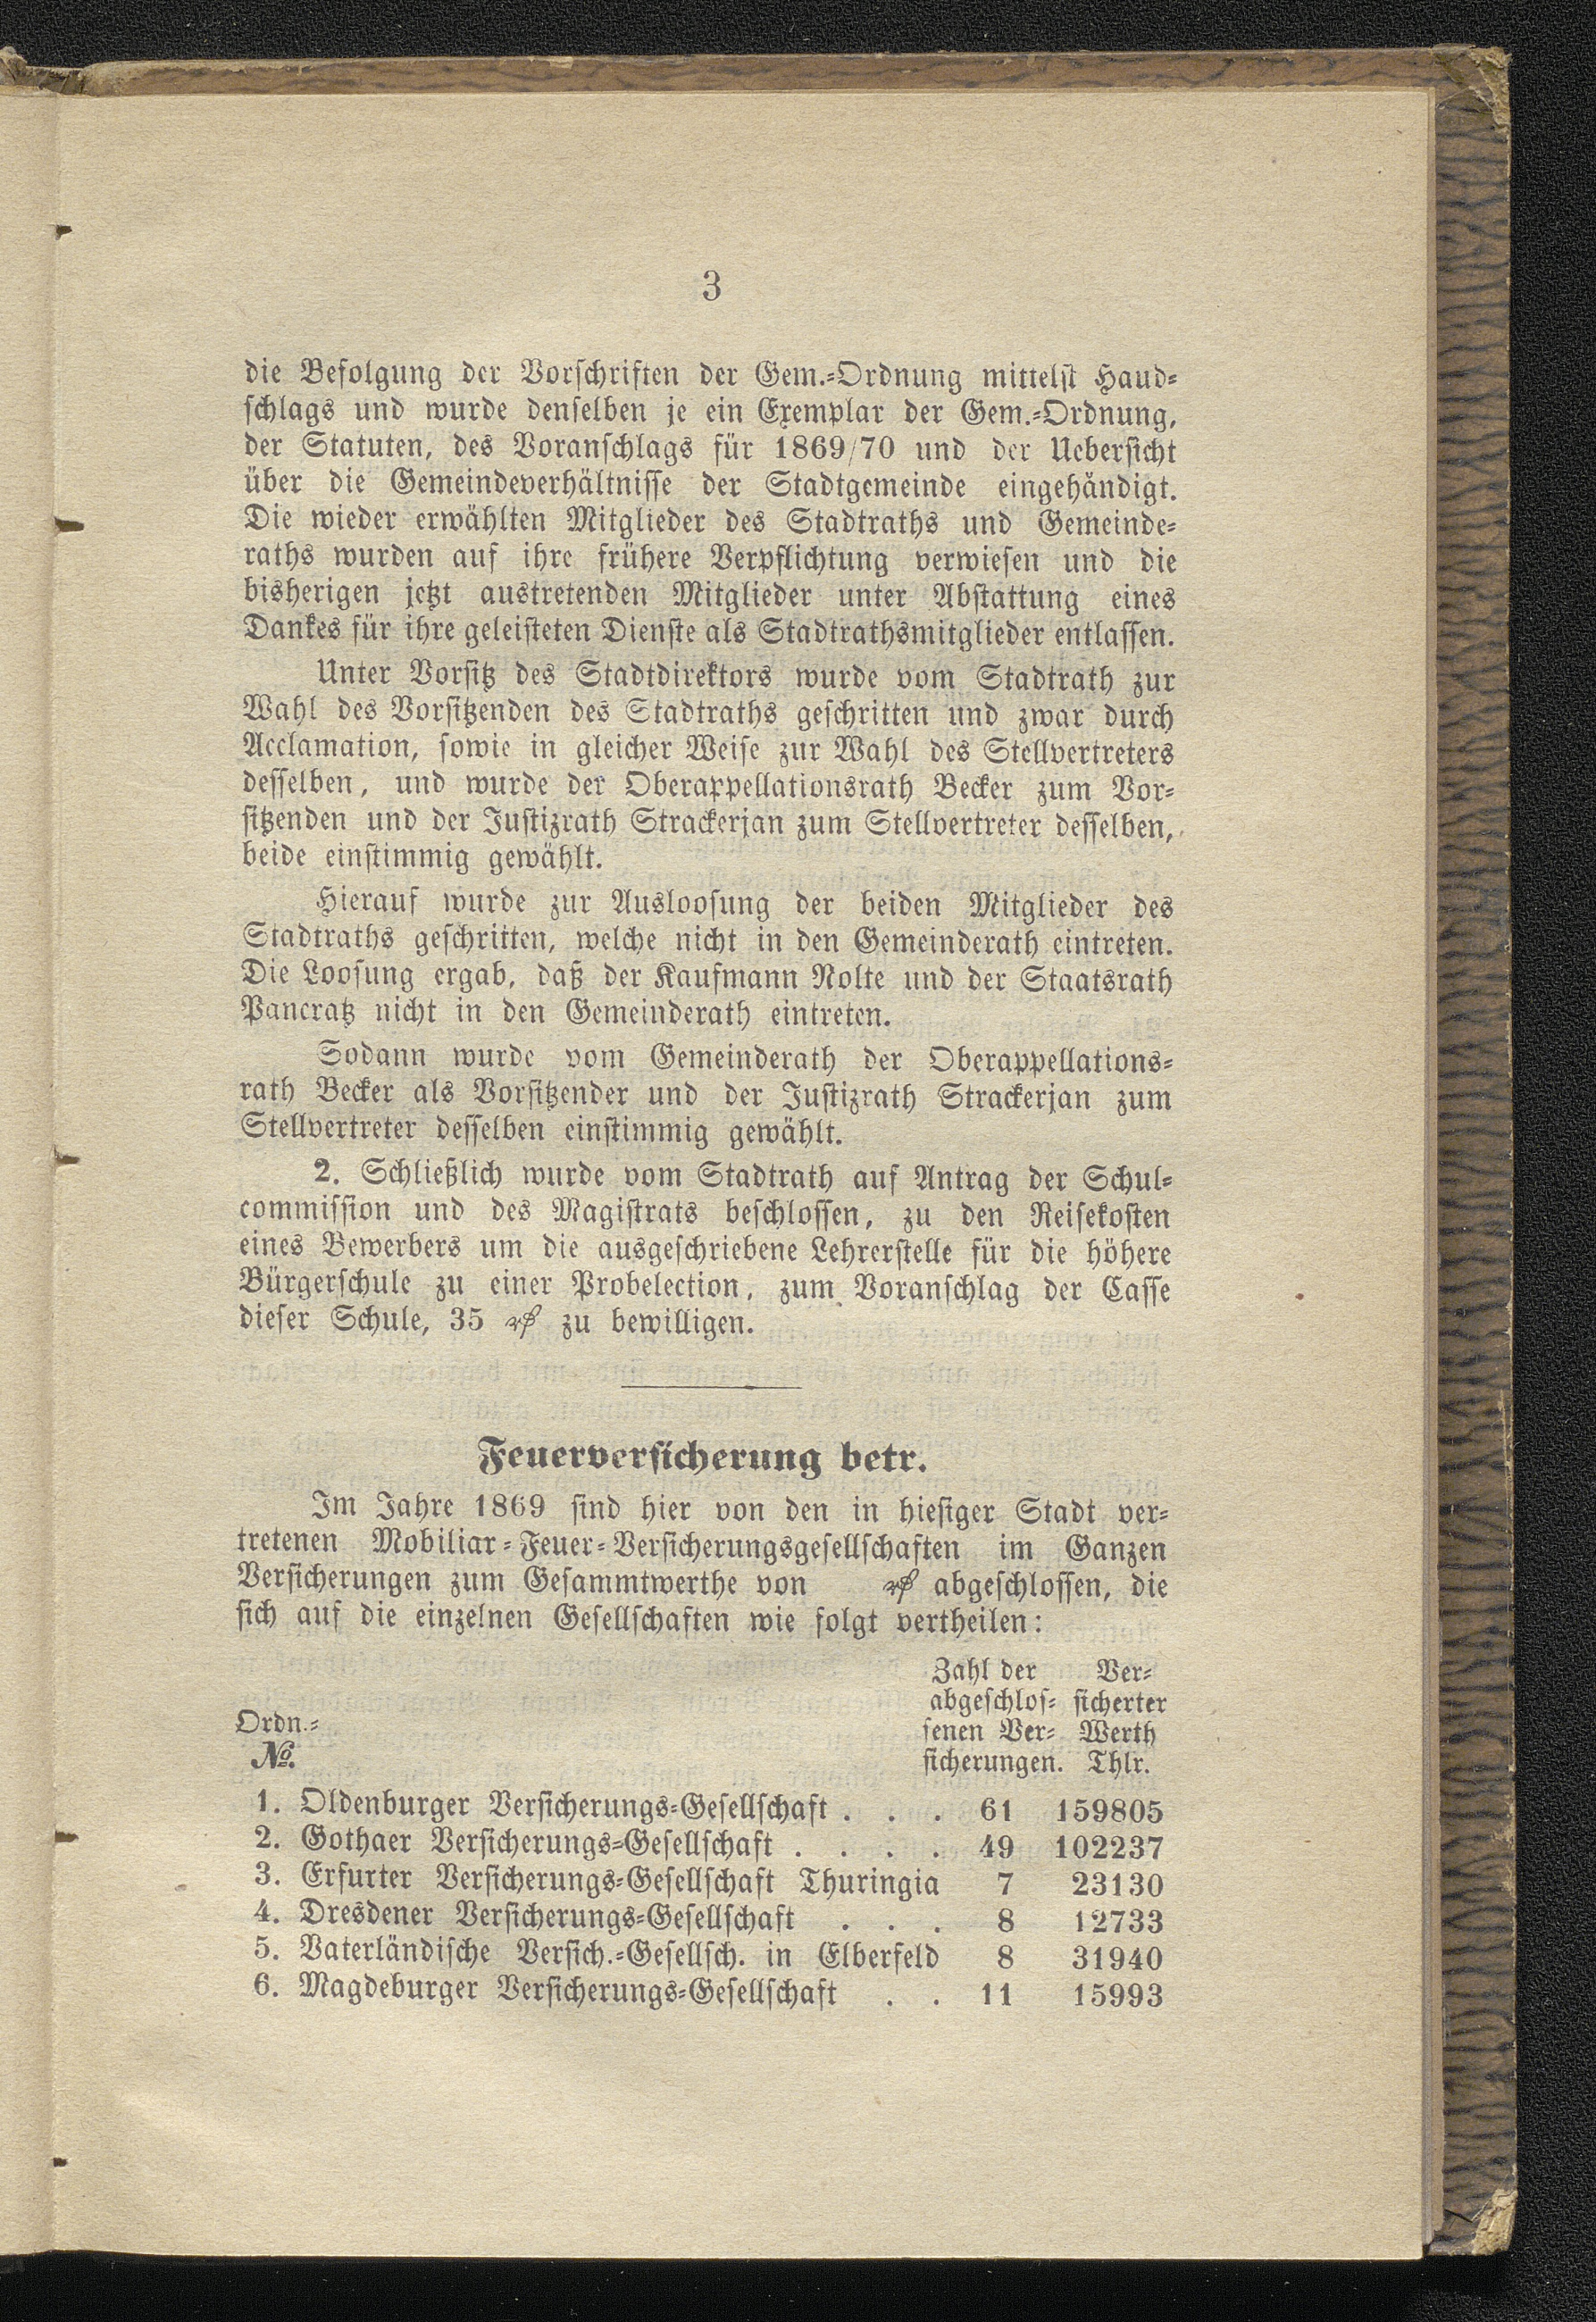 3
die Befolgung der Vorschriften der Gem.-Ordnung mittelst Haud-
schlags und wurde denselben je ein Exemplar der Gem.-Ordnung,
der Statuten, des Voranschlags für 1869/70 und der Uebersicht
über die Gemeindeverhältnisse der Stadtgemeinde eingehändigt.
Die wieder erwählten Mitglieder des Stadtraths und Gemeinde-
raths wurden auf ihre frühere Verpflichtung verwiesen und die
bisherigen jetzt austretenden Mitglieder unter Abstattung eines
Dankes für ihre geleisteten Dienste als Stadtrathsmitglieder entlassen.
Unter Vorsitz des Stadtdirektors wurde vom Stadtrath zur
Wahl des Vorsitzenden des Stadtraths geschritten und zwar durch
Acclamation, sowie in gleicher Weise zur Wahl des Stellvertreters
desselben, und wurde der Oberappellationsrath Becker zum Vor-
sitzenden und der Justizrath Strackerjan zum Stellvertreter desselben,
beide einstimmig gewählt.
Hierauf wurde zur Ausloosung der beiden Mitglieder des
Stadtraths geschritten, welche nicht in den Gemeinderath eintreten.
Die Loosung ergab, daß der Kaufmann Nolte und der Staatsrath
Pancratz nicht in den Gemeinderath eintreten.
Sodann wurde vom Gemeinderath der Oberappellations-
rath Becker als Vorsitzender und der Justizrath Strackerjan zum
Stellvertreter desselben einstimmig gewählt.
2. Schließlich wurde vom Stadtrath auf Antrag der Schul-
commission und des Magistrats beschlossen, zu den Reisekosten
eines Bewerbers um die ausgeschriebene Lehrerstelle für die höhere
Bürgerschule zu einer Probelection, zum Voranschlag der Casse
dieser Schule, 35 ₰ zu bewilligen.
Feuerversicherung betr.
Im Jahre 1869 sind hier von den in hiesiger Stadt ver-
tretenen Mobiliar-Feuer-Versicherungsgesellschaften im Ganzen
Versicherungen zum Gesammtwerthe von ₰ abgeschlossen, die
sich auf die einzelnen Gesellschaften wie folgt vertheilen:
Zahl der Ver-
abgeschlos- sicherter
Ordn.- senen Ver- Werth
№. sicherungen. Thlr.
1. Oldenburger Versicherungs-Gesellschaft . . . 61 159805
2. Gothaer Versicherungs-Gesellschaft . . . . 49 102237
3. Erfurter Versicherungs-Gesellschaft Thuringia 7 23130
4. Dresdener Versicherungs-Gesellschaft . . . 8 12733
5. Vaterländische Versich.-Gesellsch. in Elberfeld 8 31940
6. Magdeburger Versicherungs-Gesellschaft . . 11 15993